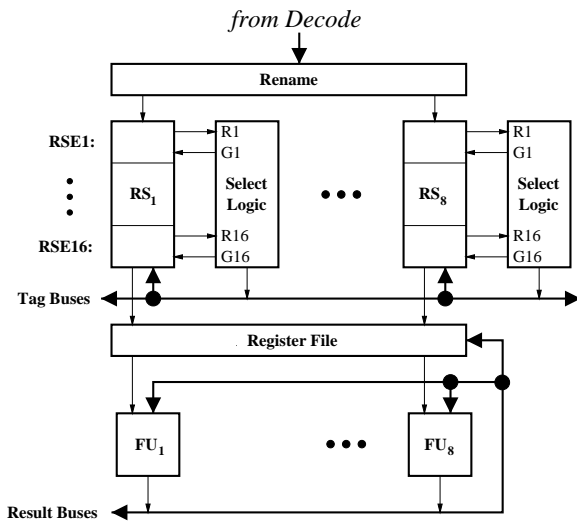 from Decode
Rename
RSE1:
R1
R1
G1
G1
RS1
Select
Logic
RS8
Select
Logic
RSE16:
R16
R16
G16
G16
Tag Buses
Register File
FU1
FU8
Result Buses